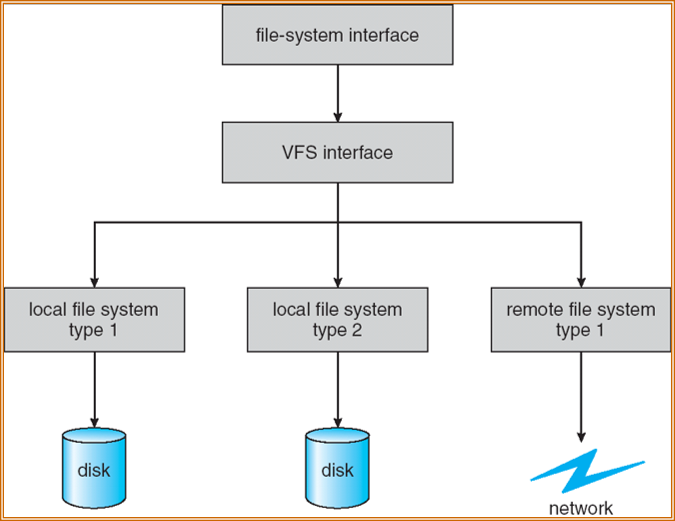 file-system interface
VFS interface
local file system
type 1
local file system
type 2
remote file system
type 1
disk
disk
network